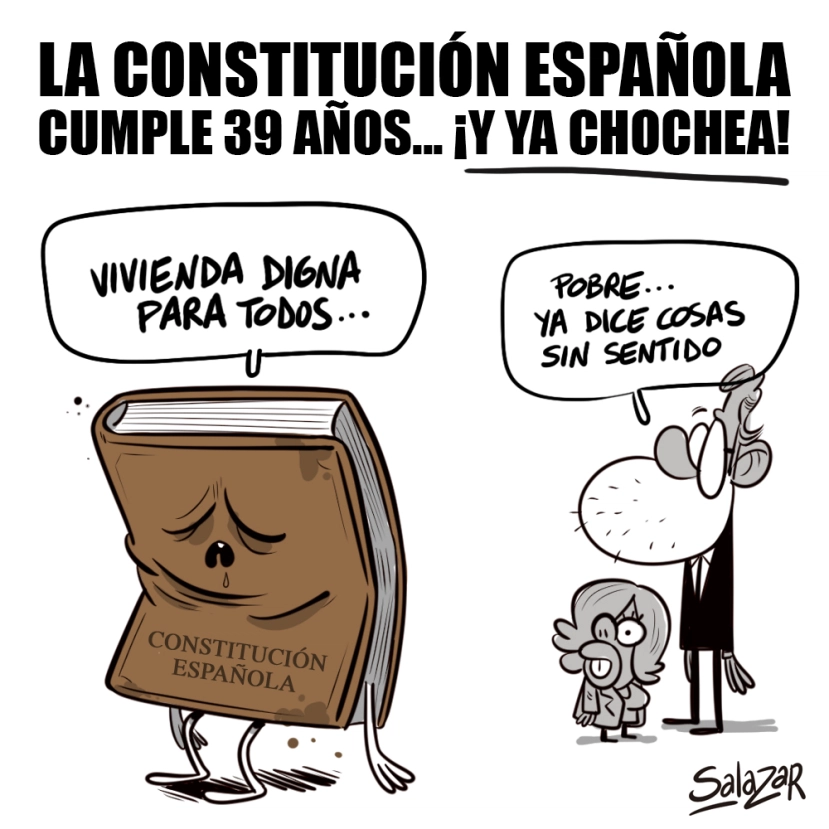 LA CONSTITUCIÓN ESPAÑOLA
CUMPLE 39 AÑOS... ¡Y YA CHOCHEA!
VIVIENDA DIGNA
PARA TODOS...
POBRE...
YA DICE COSAS
SIN SENTIDO
CONSTITUCIÓN
ESPAÑOLA
SalaZaR